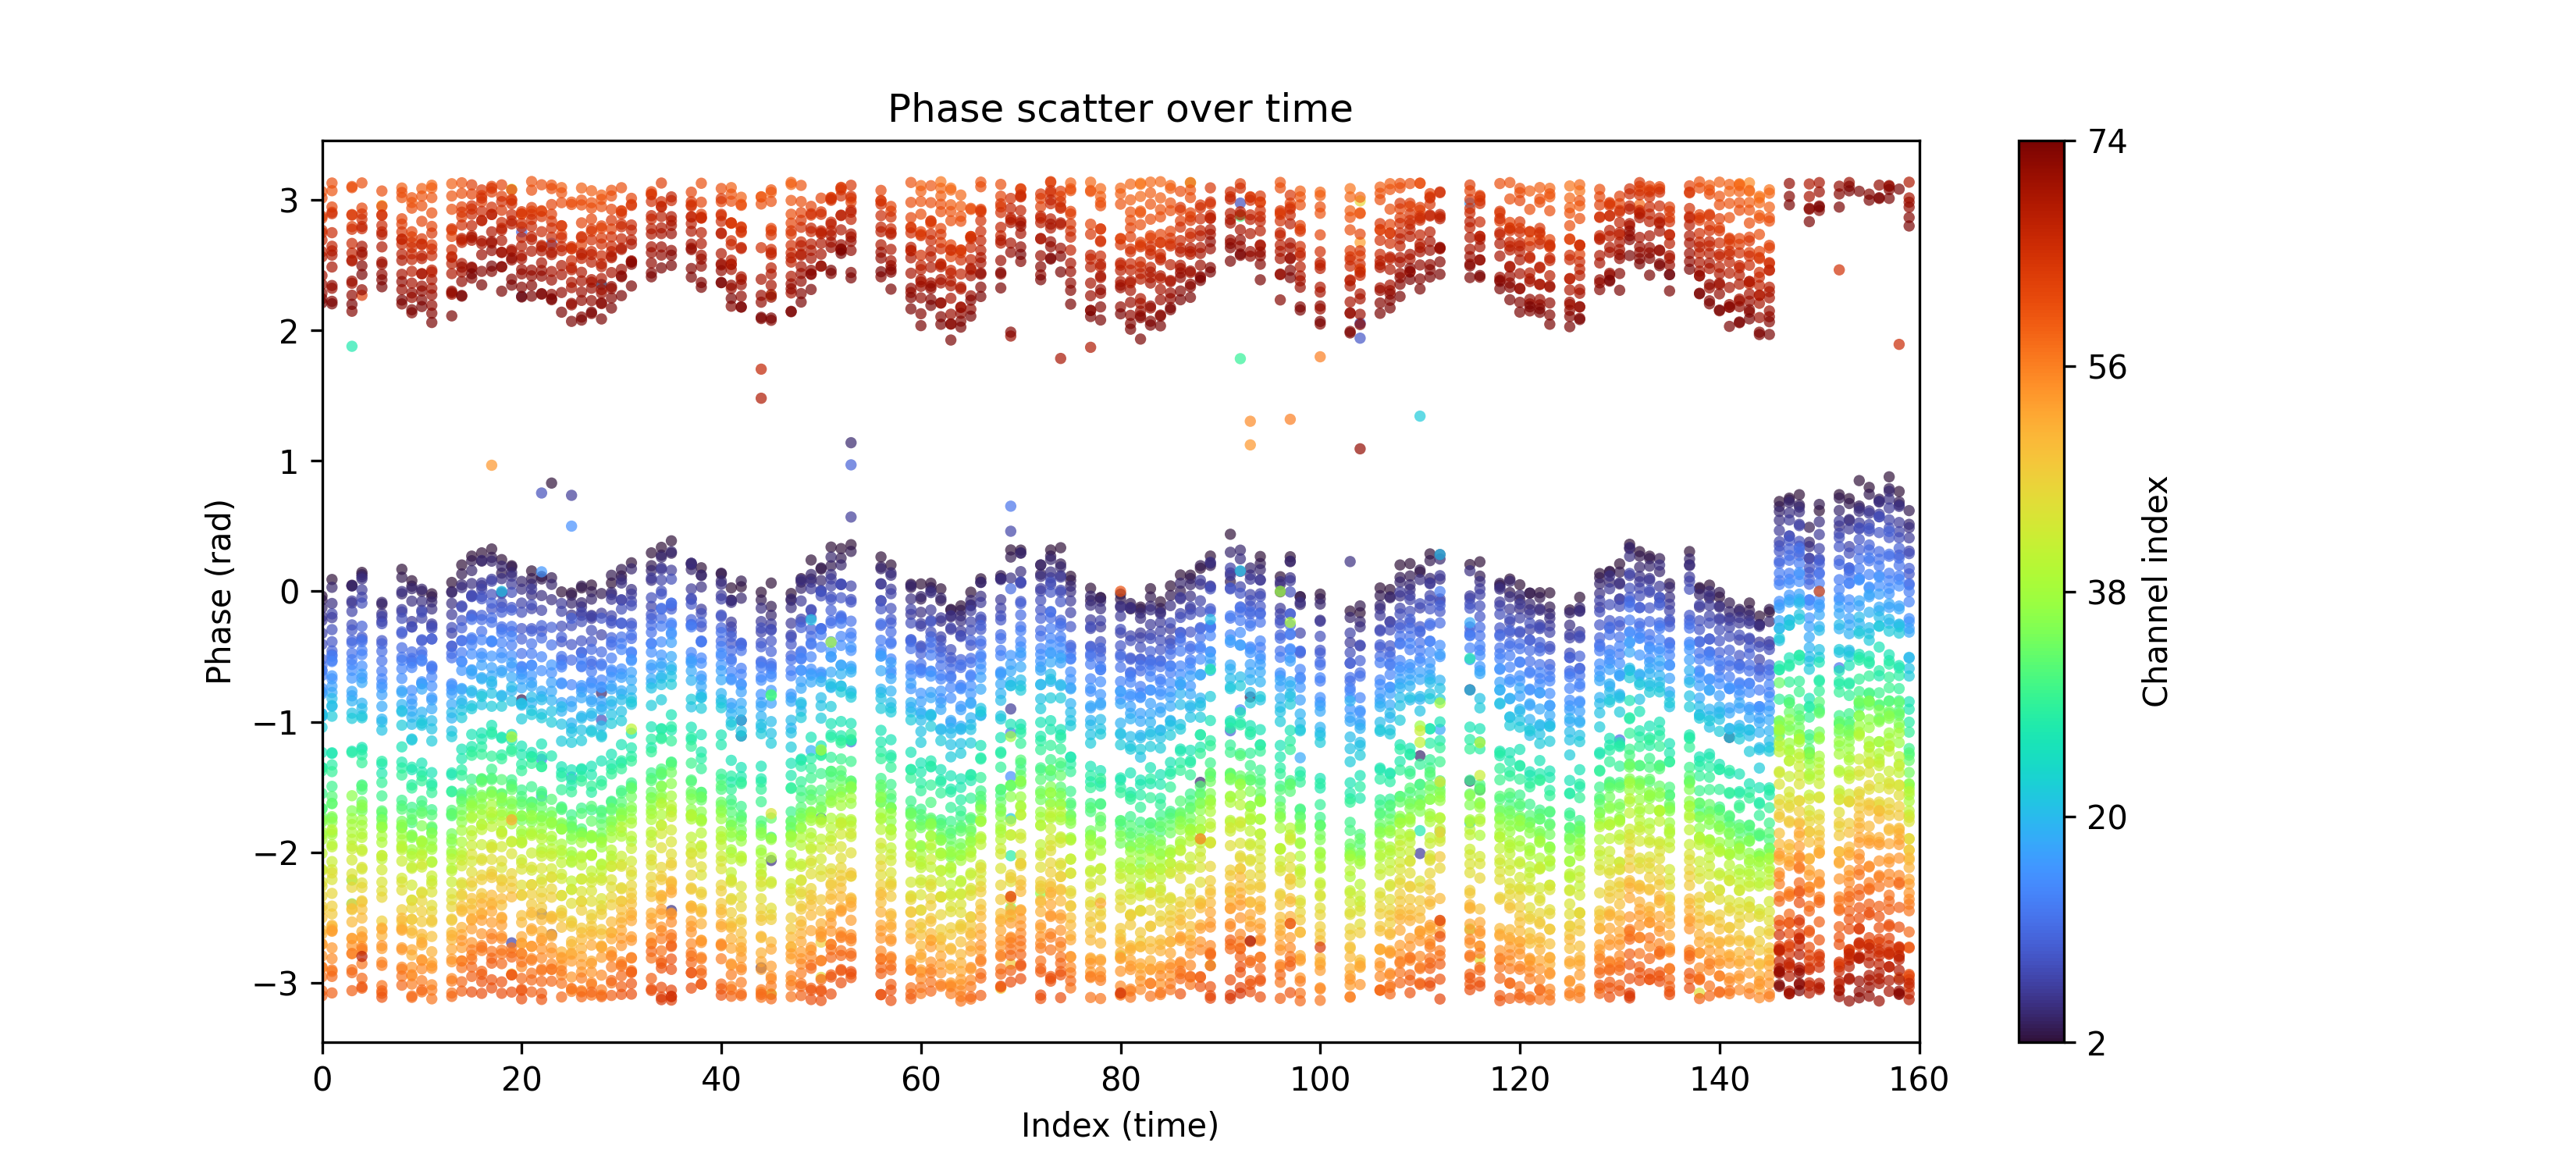 Phase scatter over time
Phase (rad)
3
2
1
0
−1
−2
−3
0 20 40 60 80 100 120 140 160
Index (time)
74
56
38
20
2
Channel index